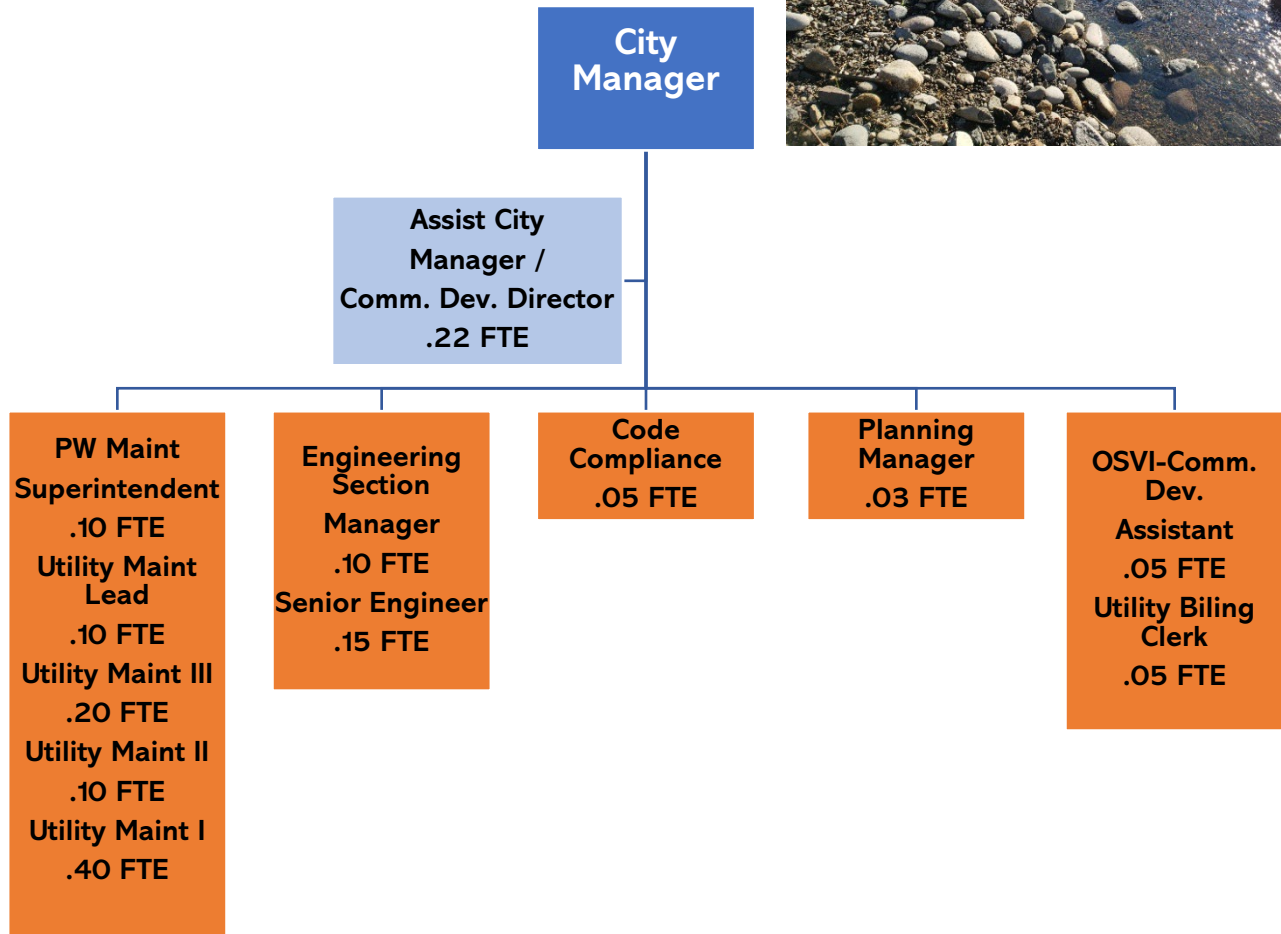 City
Manager
Assist City
Manager /
Comm. Dev. Director
.22 FTE
PW Maint
Superintendent
.10 FTE
Utility Maint
Lead
.10 FTE
Utility Maint III
.20 FTE
Utility Maint II
.10 FTE
Utility Maint I
.40 FTE
Engineering
Section
Manager
.10 FTE
Senior Engineer
.15 FTE
Code
Compliance
.05 FTE
Planning
Manager
.03 FTE
OSVI-Comm.
Dev.
Assistant
.05 FTE
Utility Biling
Clerk
.05 FTE